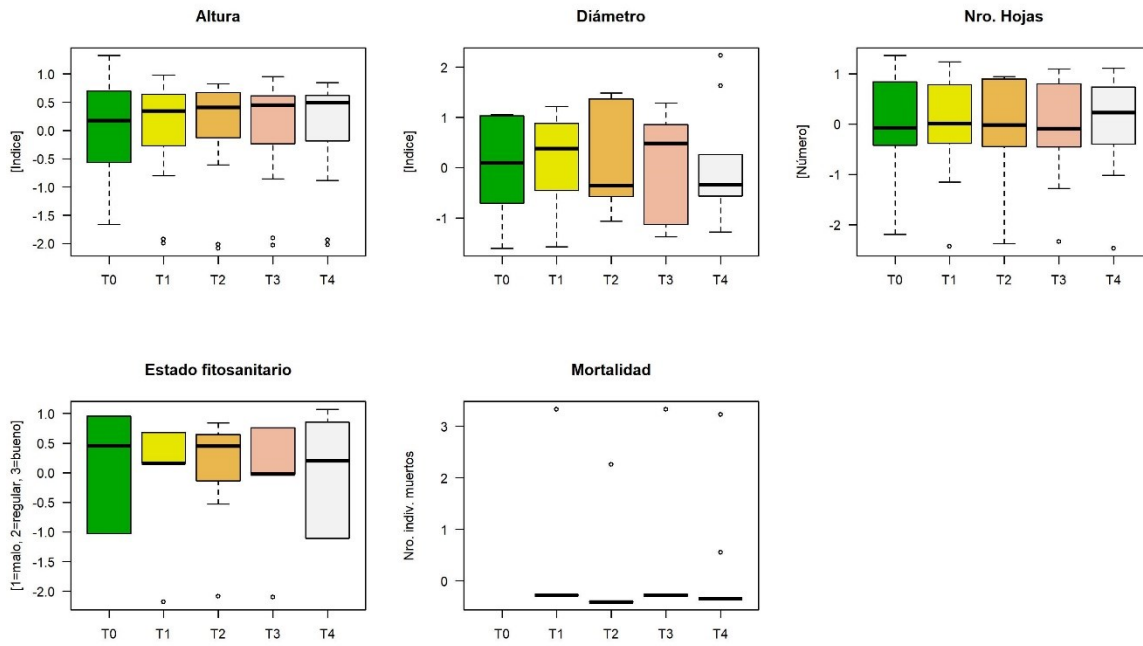 Altura
[Indice]
1.0
0.5
0.0
-0.5
-1.0
-1.5
-2.0
T0 T1 T2 T3 T4
Diámetro
[Indice]
2
1
0
-1
T0 T1 T2 T3 T4
Nro. Hojas
[Número]
1
0
-1
-2
T0 T1 T2 T3 T4
Estado fitosanitario
[1=malo, 2=regular, 3=bueno]
1.0
0.5
0.0
-0.5
-1.0
-1.5
-2.0
T0 T1 T2 T3 T4
Mortalidad
Nro. indiv. muertos
3
2
1
0
T0 T1 T2 T3 T4